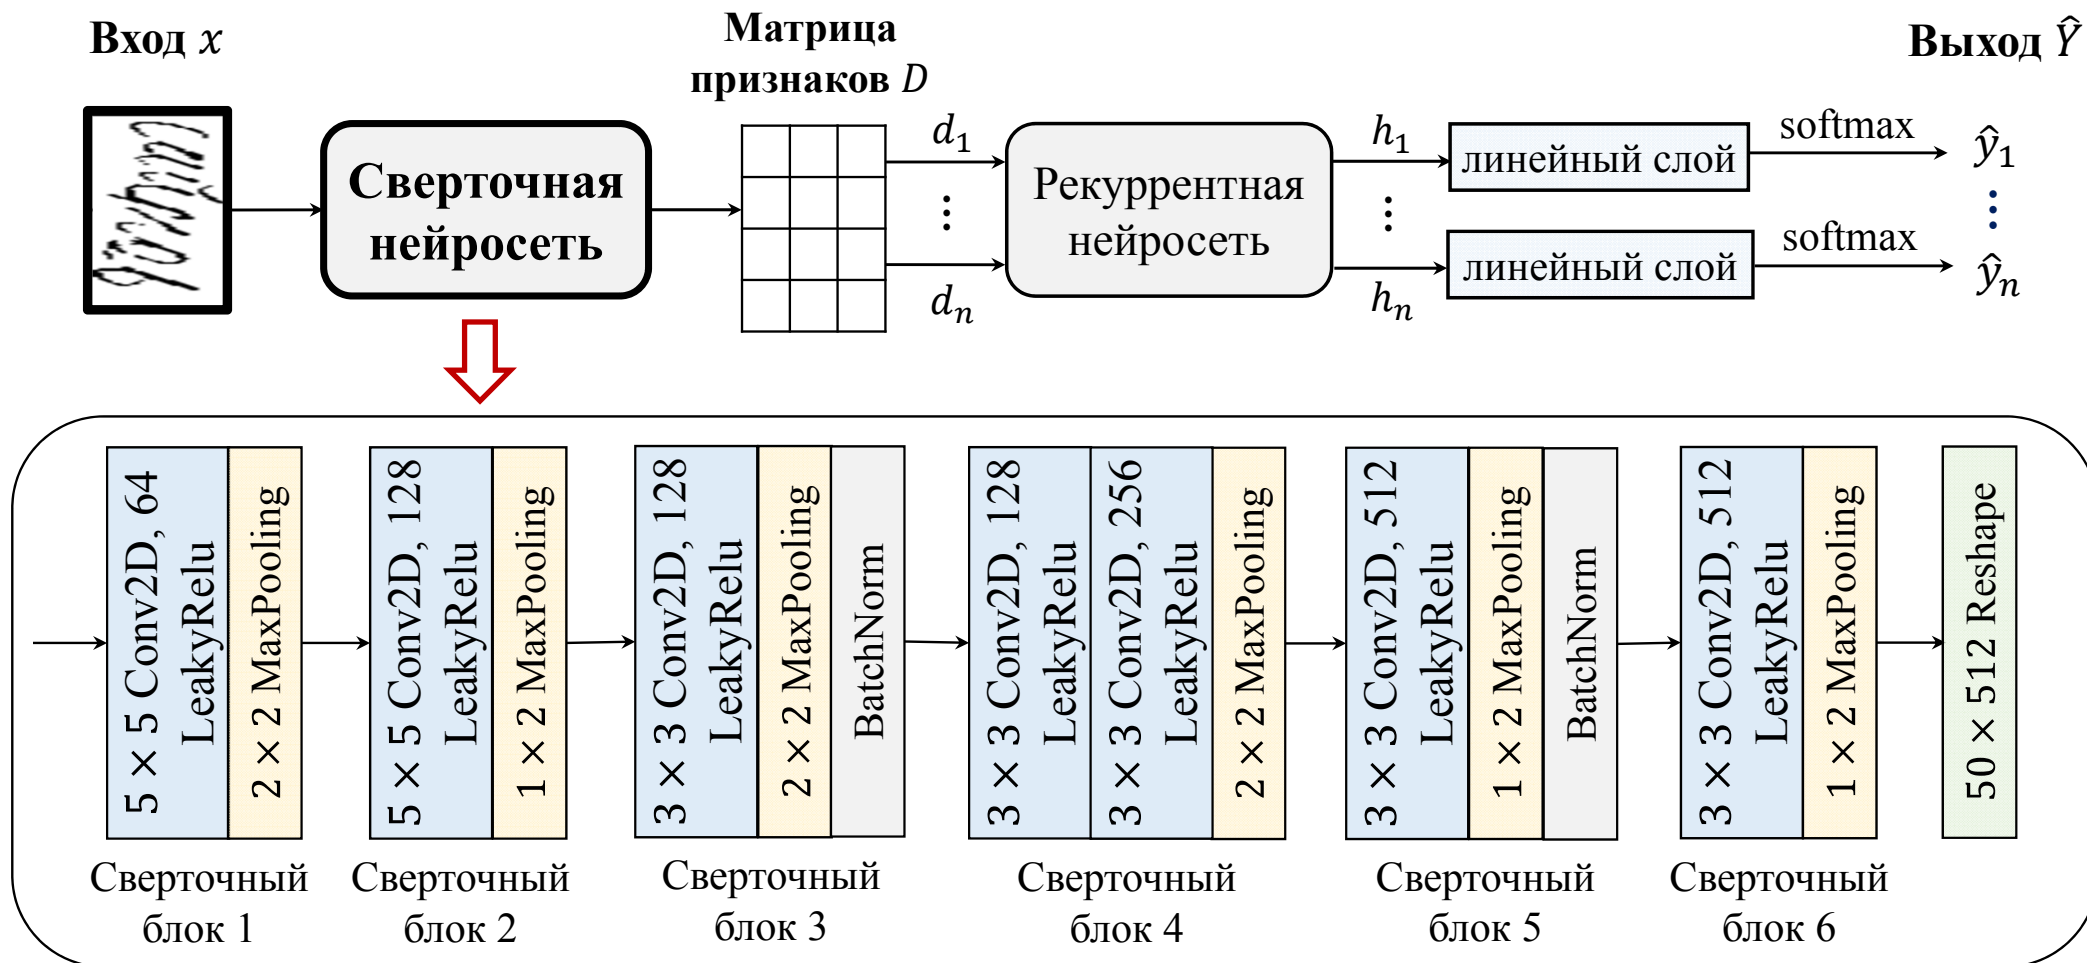 Вход x
Матрица
признаков D
Выход Ŷ
Сверточная
нейросеть
d₁
⋮
dₙ
Рекуррентная
нейросеть
h₁
⋮
hₙ
линейный слой
линейный слой
softmax
softmax
ŷ₁
⋮
ŷₙ
5 × 5 Conv2D, 64
LeakyRelu
2 × 2 MaxPooling
Сверточный
блок 1
5 × 5 Conv2D, 128
LeakyRelu
1 × 2 MaxPooling
Сверточный
блок 2
3 × 3 Conv2D, 128
LeakyRelu
2 × 2 MaxPooling
BatchNorm
Сверточный
блок 3
3 × 3 Conv2D, 128
LeakyRelu
3 × 3 Conv2D, 256
LeakyRelu
2 × 2 MaxPooling
Сверточный
блок 4
3 × 3 Conv2D, 512
LeakyRelu
1 × 2 MaxPooling
BatchNorm
Сверточный
блок 5
3 × 3 Conv2D, 512
LeakyRelu
1 × 2 MaxPooling
Сверточный
блок 6
50 × 512 Reshape